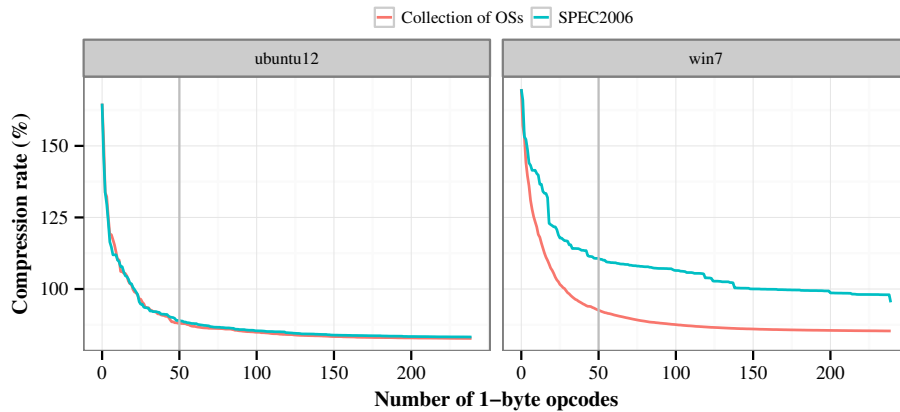 Collection of OSs SPEC2006
ubuntu12 win7
Compression rate (%)
150
125
100
0 50 100 150 200 0 50 100 150 200
Number of 1−byte opcodes